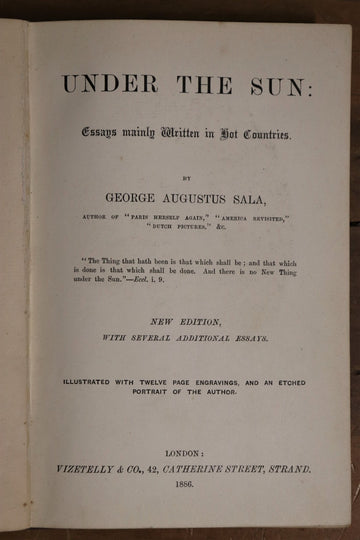 UNDER THE SUN:
Essays mainly Written in Hot Countries.
BY
GEORGE AUGUSTUS SALA,
AUTHOR OF "PARIS HERSELF AGAIN," "AMERICA REVISITED,"
"DUTCH PICTURES," &c.
"The Thing that hath been is that which shall be; and that which
is done is that which shall be done. And there is no New Thing
under the Sun."—Eccl. i. 9.
NEW EDITION,
WITH SEVERAL ADDITIONAL ESSAYS.
ILLUSTRATED WITH TWELVE PAGE ENGRAVINGS, AND AN ETCHED
PORTRAIT OF THE AUTHOR.
LONDON:
VIZETELLY & CO., 42, CATHERINE STREET, STRAND.
1886.